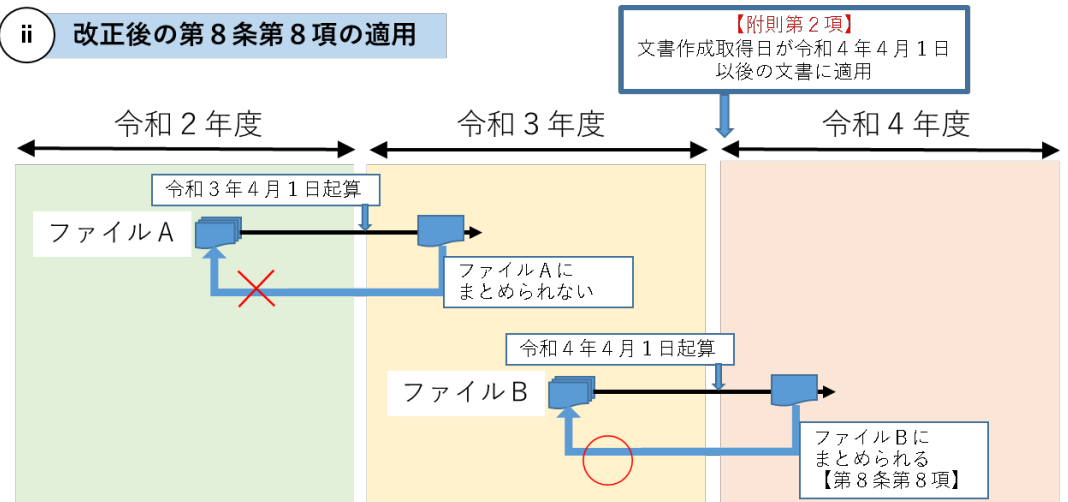 ii 改正後の第８条第８項の適用
【附則第２項】
文書作成取得日が令和４年４月１日
以後の文書に適用
令和２年度
令和３年度
令和４年度
令和３年４月１日起算
ファイルＡ
ファイルＡに
まとめられない
令和４年４月１日起算
ファイルＢ
ファイルＢに
まとめられる
【第８条第８項】